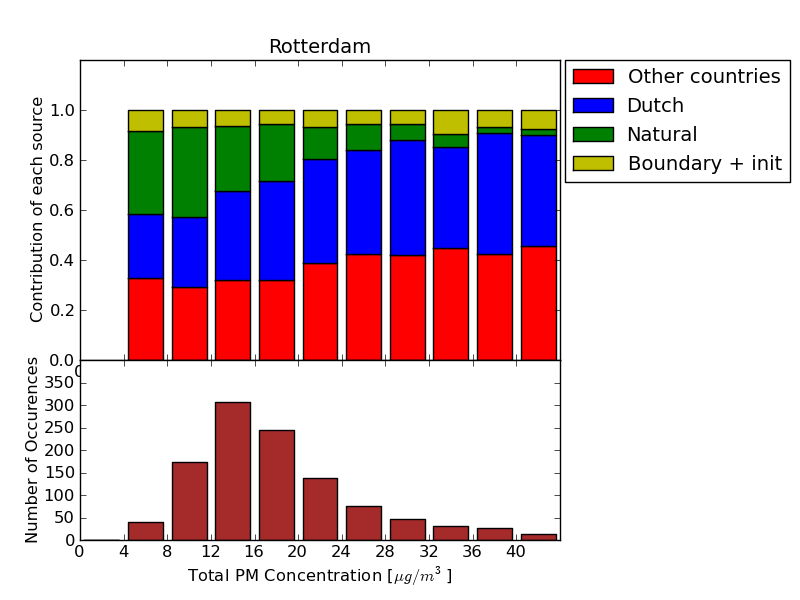 Rotterdam
Other countries
Dutch
Natural
Boundary + init
Contribution of each source
1.0
0.8
0.6
0.4
0.2
0.0
Number of Occurences
350
300
250
200
150
100
50
0
0 4 8 12 16 20 24 28 32 36 40
Total PM Concentration [μg/m³ ]